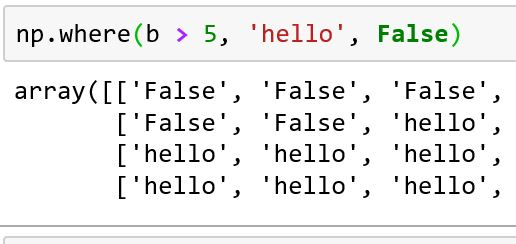 np.where(b > 5, 'hello', False)
array([['False', 'False', 'False',
['False', 'False', 'hello',
['hello', 'hello', 'hello',
['hello', 'hello', 'hello',